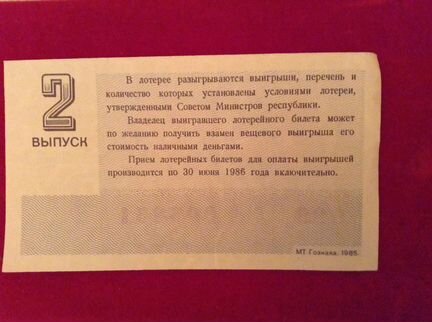 2
ВЫПУСК
В лотерее разыгрываются выигрыши, перечень и
количество которых установлены условиями лотереи,
утвержденными Советом Министров республики.
Владелец выигравшего лотерейного билета может
по желанию получить взамен вещевого выигрыша его
стоимость наличными деньгами.
Прием лотерейных билетов для оплаты выигрышей
производится по 30 июня 1986 года включительно.
МТ Гознака. 1985.